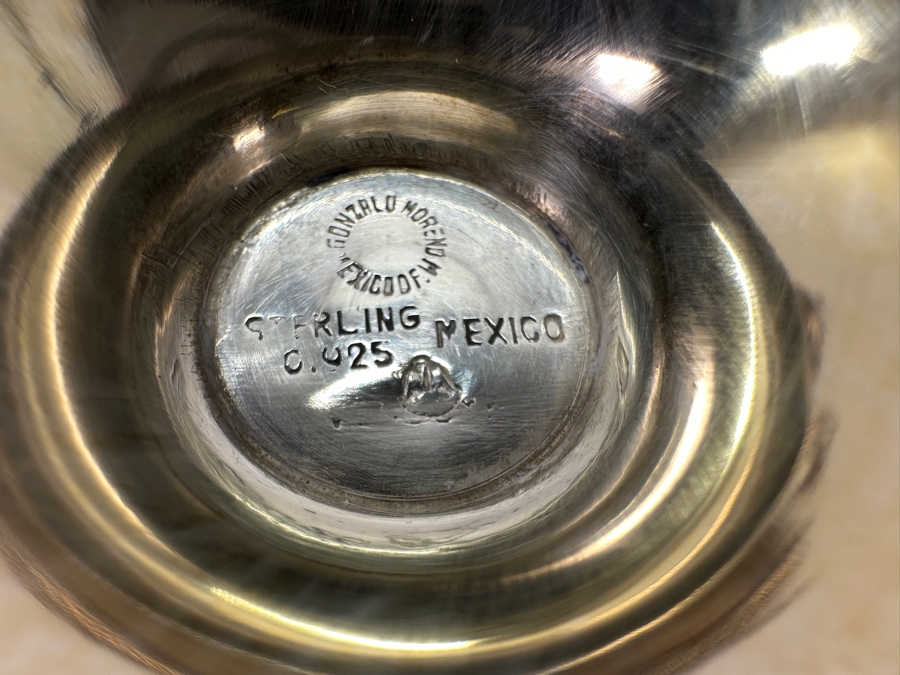 GONZALO MORENO
MEXICO D.F.
STERLING MEXICO
0.925